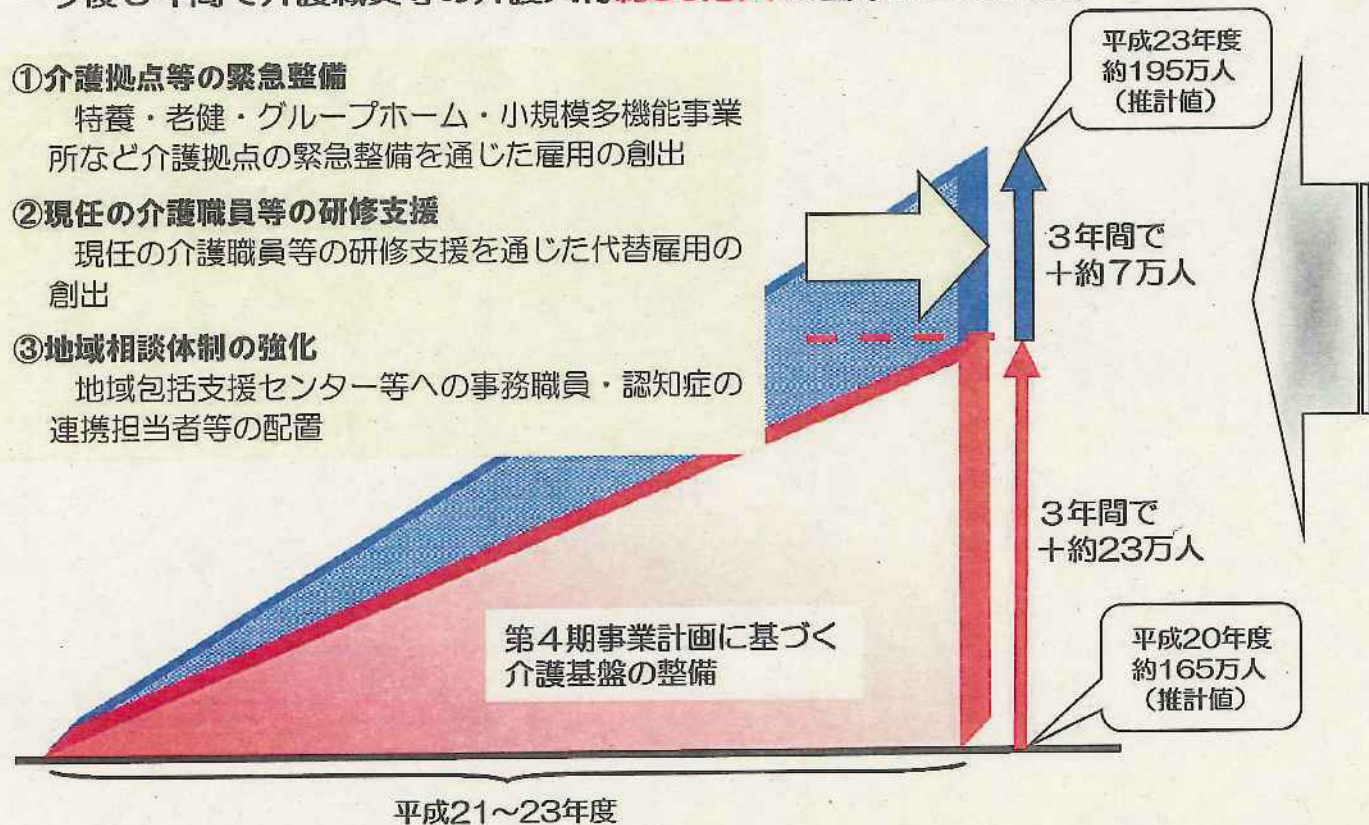 ①介護拠点等の緊急整備
特養・老健・グループホーム・小規模多機能事業
所など介護拠点の緊急整備を通じた雇用の創出
②現任の介護職員等の研修支援
現任の介護職員等の研修支援を通じた代替雇用の
創出
③地域相談体制の強化
地域包括支援センター等への事務職員・認知症の
連携担当者等の配置
平成23年度
約195万人
（推計値）
3年間で
＋約7万人
3年間で
＋約23万人
第4期事業計画に基づく
介護基盤の整備
平成20年度
約165万人
（推計値）
平成21～23年度